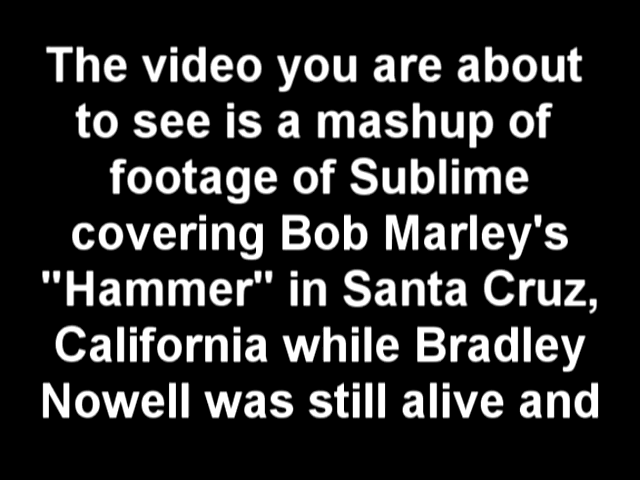 The video you are about
to see is a mashup of
footage of Sublime
covering Bob Marley's
"Hammer" in Santa Cruz,
California while Bradley
Nowell was still alive and